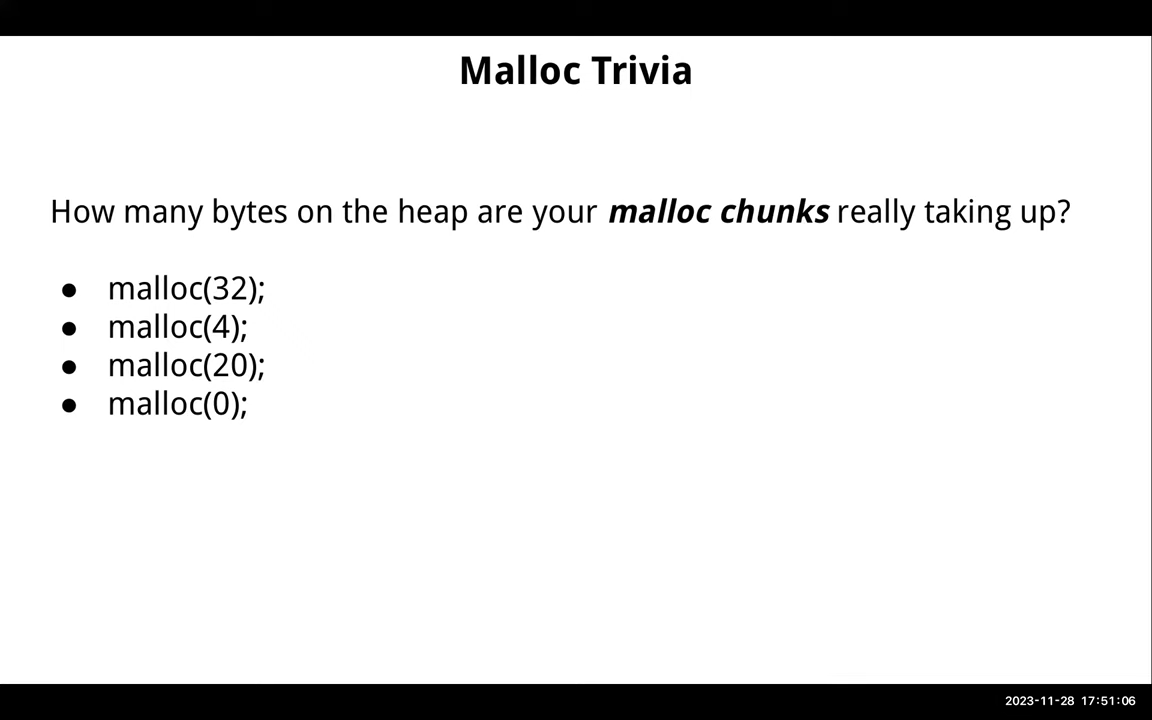 Malloc Trivia
How many bytes on the heap are your malloc chunks really taking up?
● malloc(32);
● malloc(4);
● malloc(20);
● malloc(0);
2023-11-28 17:51:06